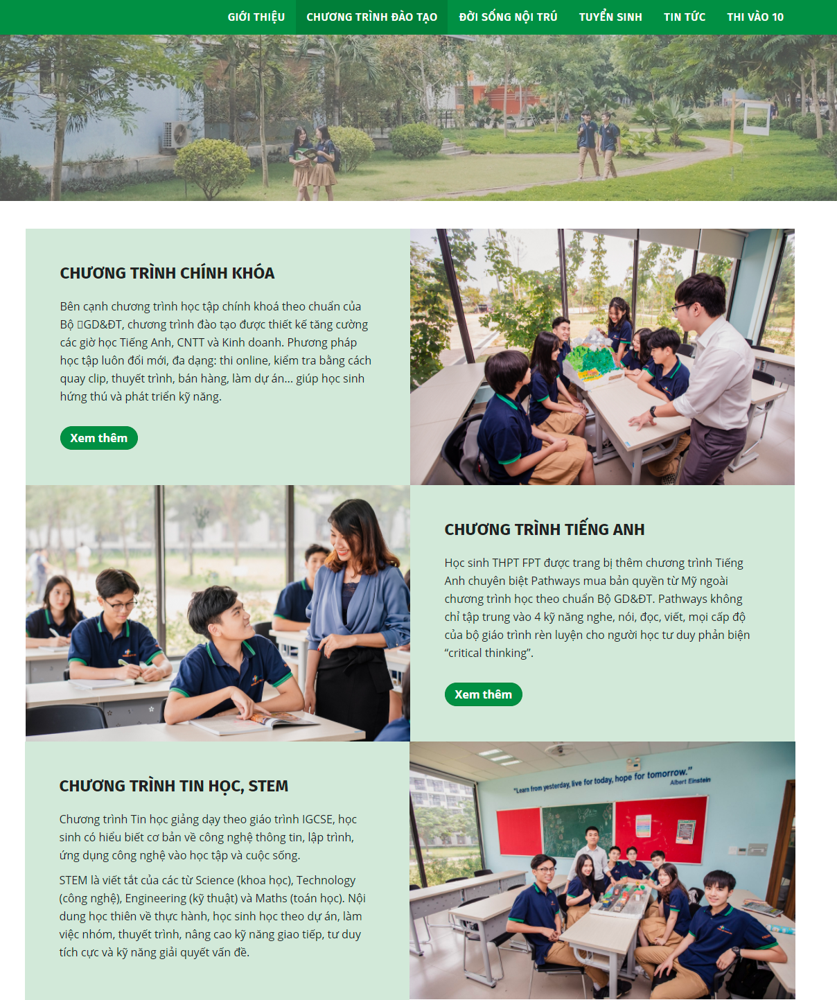 GIỚI THIỆU CHƯƠNG TRÌNH ĐÀO TẠO ĐỜI SỐNG NỘI TRÚ TUYỂN SINH TIN TỨC THI VÀO 10
CHƯƠNG TRÌNH CHÍNH KHÓA
Bên cạnh chương trình học tập chính khoá theo chuẩn của
Bộ GD&ĐT, chương trình đào tạo được thiết kế tăng cường
các giờ học Tiếng Anh, CNTT và Kinh doanh. Phương pháp
học tập luôn đổi mới, đa dạng: thi online, kiểm tra bằng cách
quay clip, thuyết trình, bán hàng, làm dự án... giúp học sinh
hứng thú và phát triển kỹ năng.
Xem thêm
CHƯƠNG TRÌNH TIẾNG ANH
Học sinh THPT FPT được trang bị thêm chương trình Tiếng
Anh chuyên biệt Pathways mua bản quyền từ Mỹ ngoài
chương trình học theo chuẩn Bộ GD&ĐT. Pathways không
chỉ tập trung vào 4 kỹ năng nghe, nói, đọc, viết, mọi cấp độ
của bộ giáo trình rèn luyện cho người học tư duy phản biện
“critical thinking”.
Xem thêm
CHƯƠNG TRÌNH TIN HỌC, STEM
Chương trình Tin học giảng dạy theo giáo trình IGCSE, học
sinh có hiểu biết cơ bản về công nghệ thông tin, lập trình,
ứng dụng công nghệ vào học tập và cuộc sống.
STEM là viết tắt của các từ Science (khoa học), Technology
(công nghệ), Engineering (kỹ thuật) và Maths (toán học). Nội
dung học thiên về thực hành, học sinh học theo dự án, làm
việc nhóm, thuyết trình, nâng cao kỹ năng giao tiếp, tư duy
tích cực và kỹ năng giải quyết vấn đề.
"Learn from yesterday, live for today, hope for tomorrow."
Albert Einstein